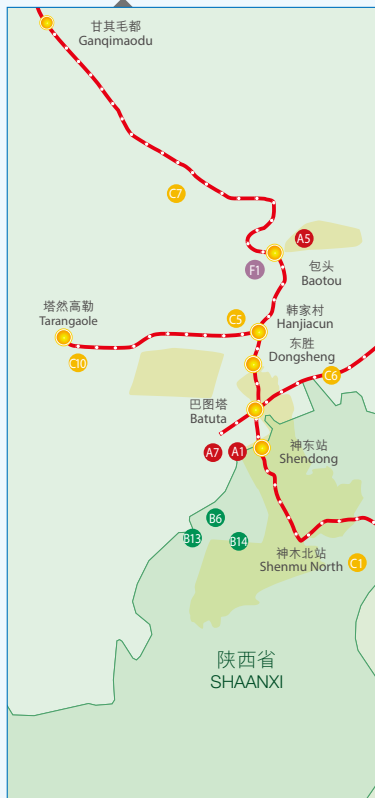 甘其毛都
Ganqimaodu
C7
A5
F1
包头
Baotou
塔然高勒
Tarangaole
C5
韩家村
Hanjiacun
C10
东胜
Dongsheng
C6
巴图塔
Batuta
A7
A1
神东站
Shendong
B6
B13
B14
神木北站
Shenmu North
C1
陕西省
SHAANXI